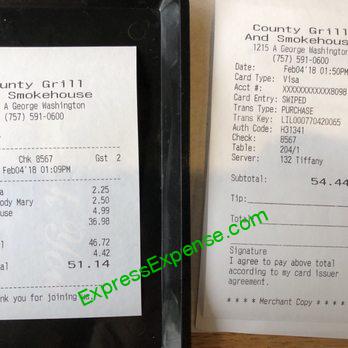 ounty Grill
Smokehouse
A George Washington
(757) 591-0600
Chk 8567 Gst 2
Feb04'18 01:09PM
a 2.25
ody Mary 2.50
use 4.99
36.98
l 46.72
4.42
al 51.14
nk you for joining
County Grill
And Smokehouse
1215 A George Washington
(757) 591-0600
Date: Feb04'18 01:50PM
Card Type: Visa
Acct #: XXXXXXXXXXXX8098
Card Entry: SWIPED
Trans Type: PURCHASE
Trans Key: LIL000770420065
Auth Code: H31341
Check: 8567
Table: 204/1
Server: 132 Tiffany
Subtotal: 54.44
Tip:
Total:
Signature
I agree to pay above total
according to my card issuer
agreement.
* * * * Merchant Copy * * * *
ExpressExpense.com